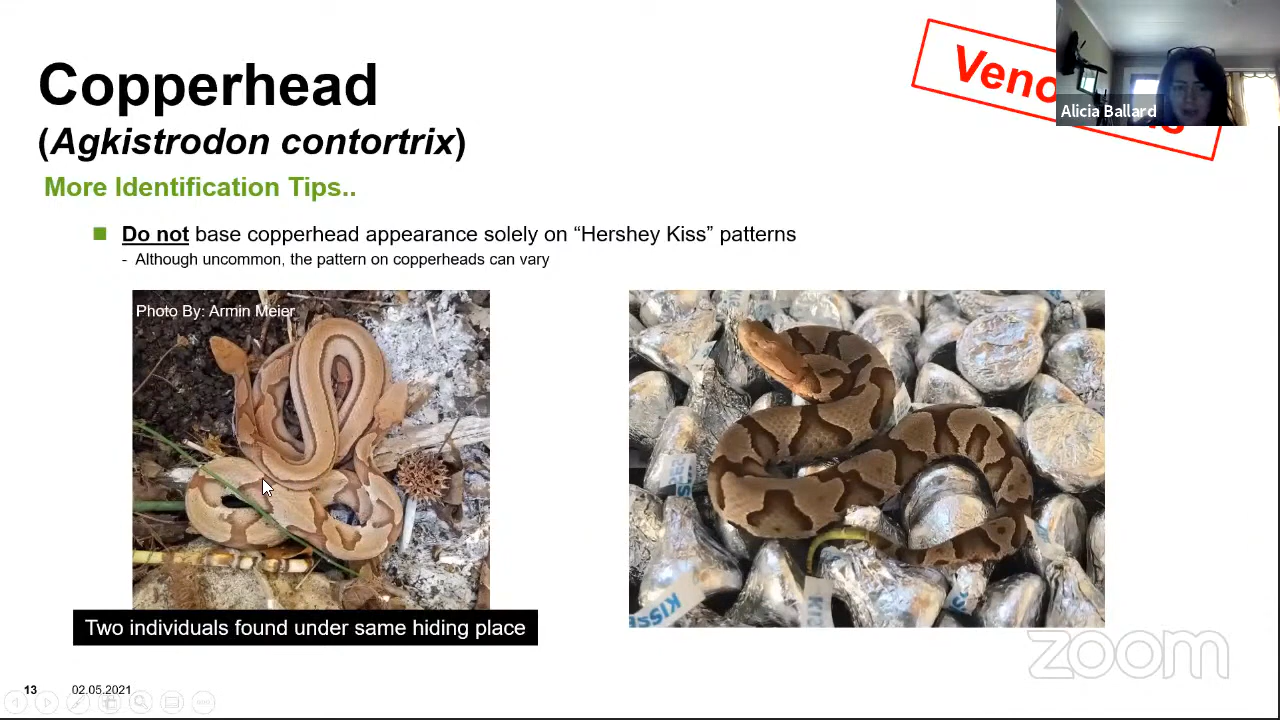 Copperhead
(Agkistrodon contortrix)
More Identification Tips..
Alicia Ballard
Do not base copperhead appearance solely on “Hershey Kiss” patterns
- Although uncommon, the pattern on copperheads can vary
Photo By: Armin Meier
KISSE
KISS
Two individuals found under same hiding place
zoom
13
02.05.2021